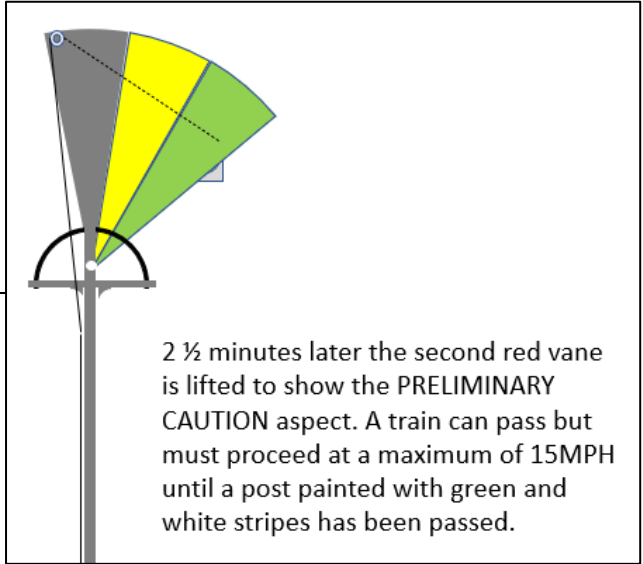 2 ½ minutes later the second red vane
is lifted to show the PRELIMINARY
CAUTION aspect. A train can pass but
must proceed at a maximum of 15MPH
until a post painted with green and
white stripes has been passed.